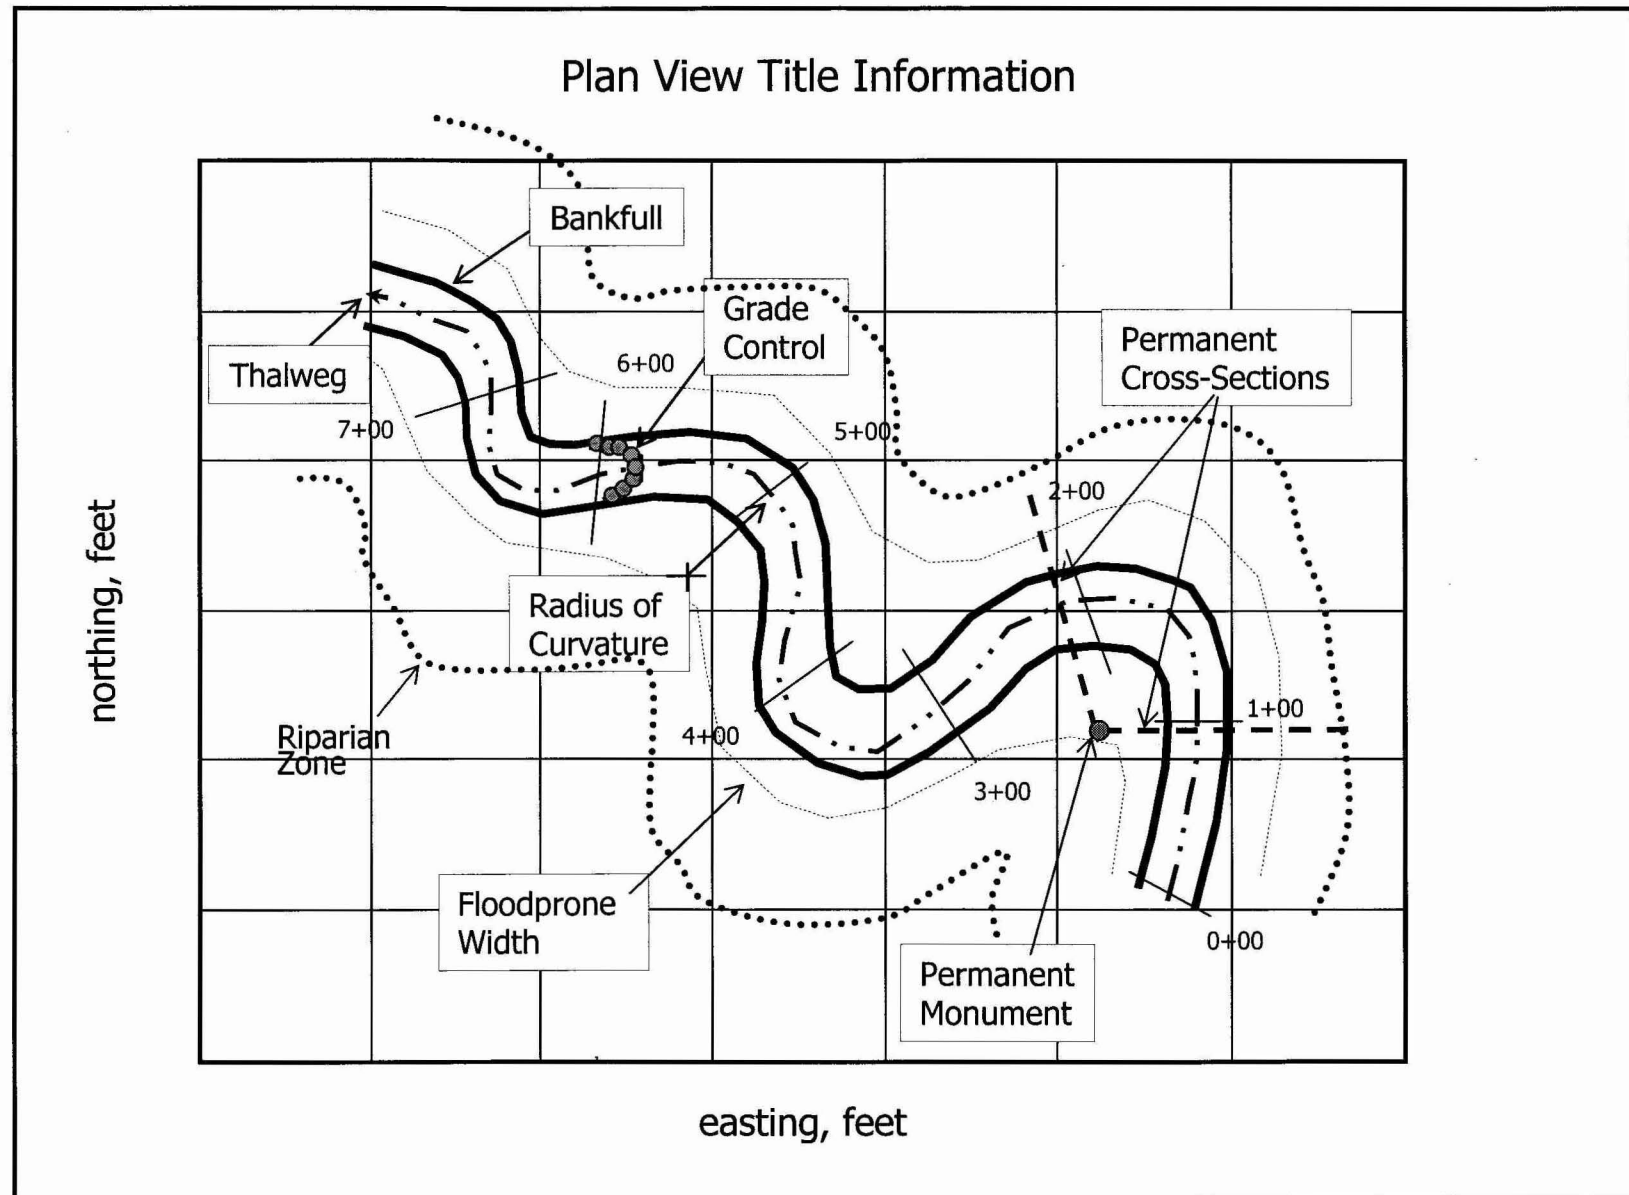 Plan View Title Information
Bankfull
Grade
Control
Permanent
Cross-Sections
6+00
Thalweg
7+00
5+00
2+00
Radius of
Curvature
northing, feet
1+00
Riparian
Zone
4+00
3+00
Floodprone
Width
0+00
Permanent
Monument
easting, feet